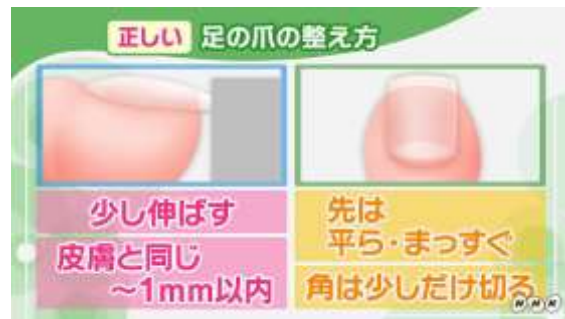 正しい 足の爪の整え方
少し伸ばす
皮膚と同じ
～1mm以内
先は
平ら・まっすぐ
角は少しだけ切る
NHK